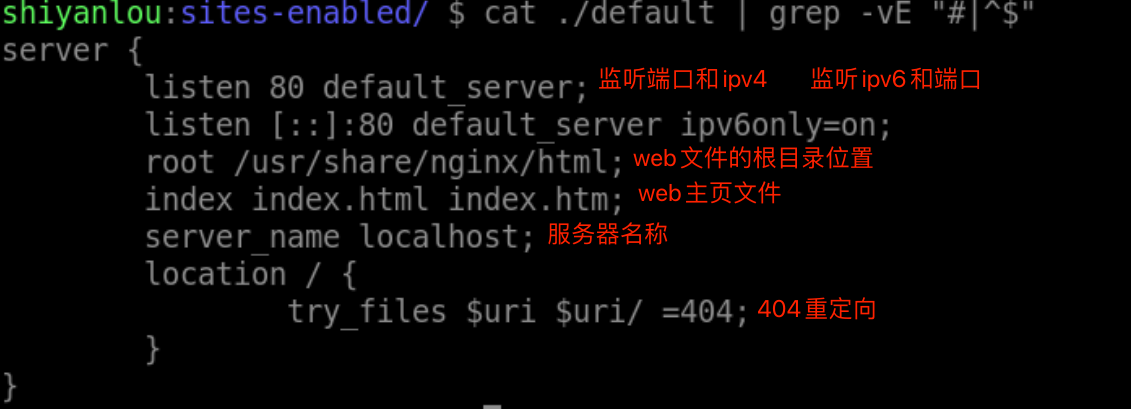 shiyanlou:sites-enabled/ $ cat ./default | grep -vE "#|^$"
server {
listen 80 default_server; 监听端口和ipv4 监听ipv6和端口
listen [::]:80 default_server ipv6only=on;
root /usr/share/nginx/html; web文件的根目录位置
index index.html index.htm; web主页文件
server_name localhost; 服务器名称
location / {
try_files $uri $uri/ =404; 404重定向
}
}